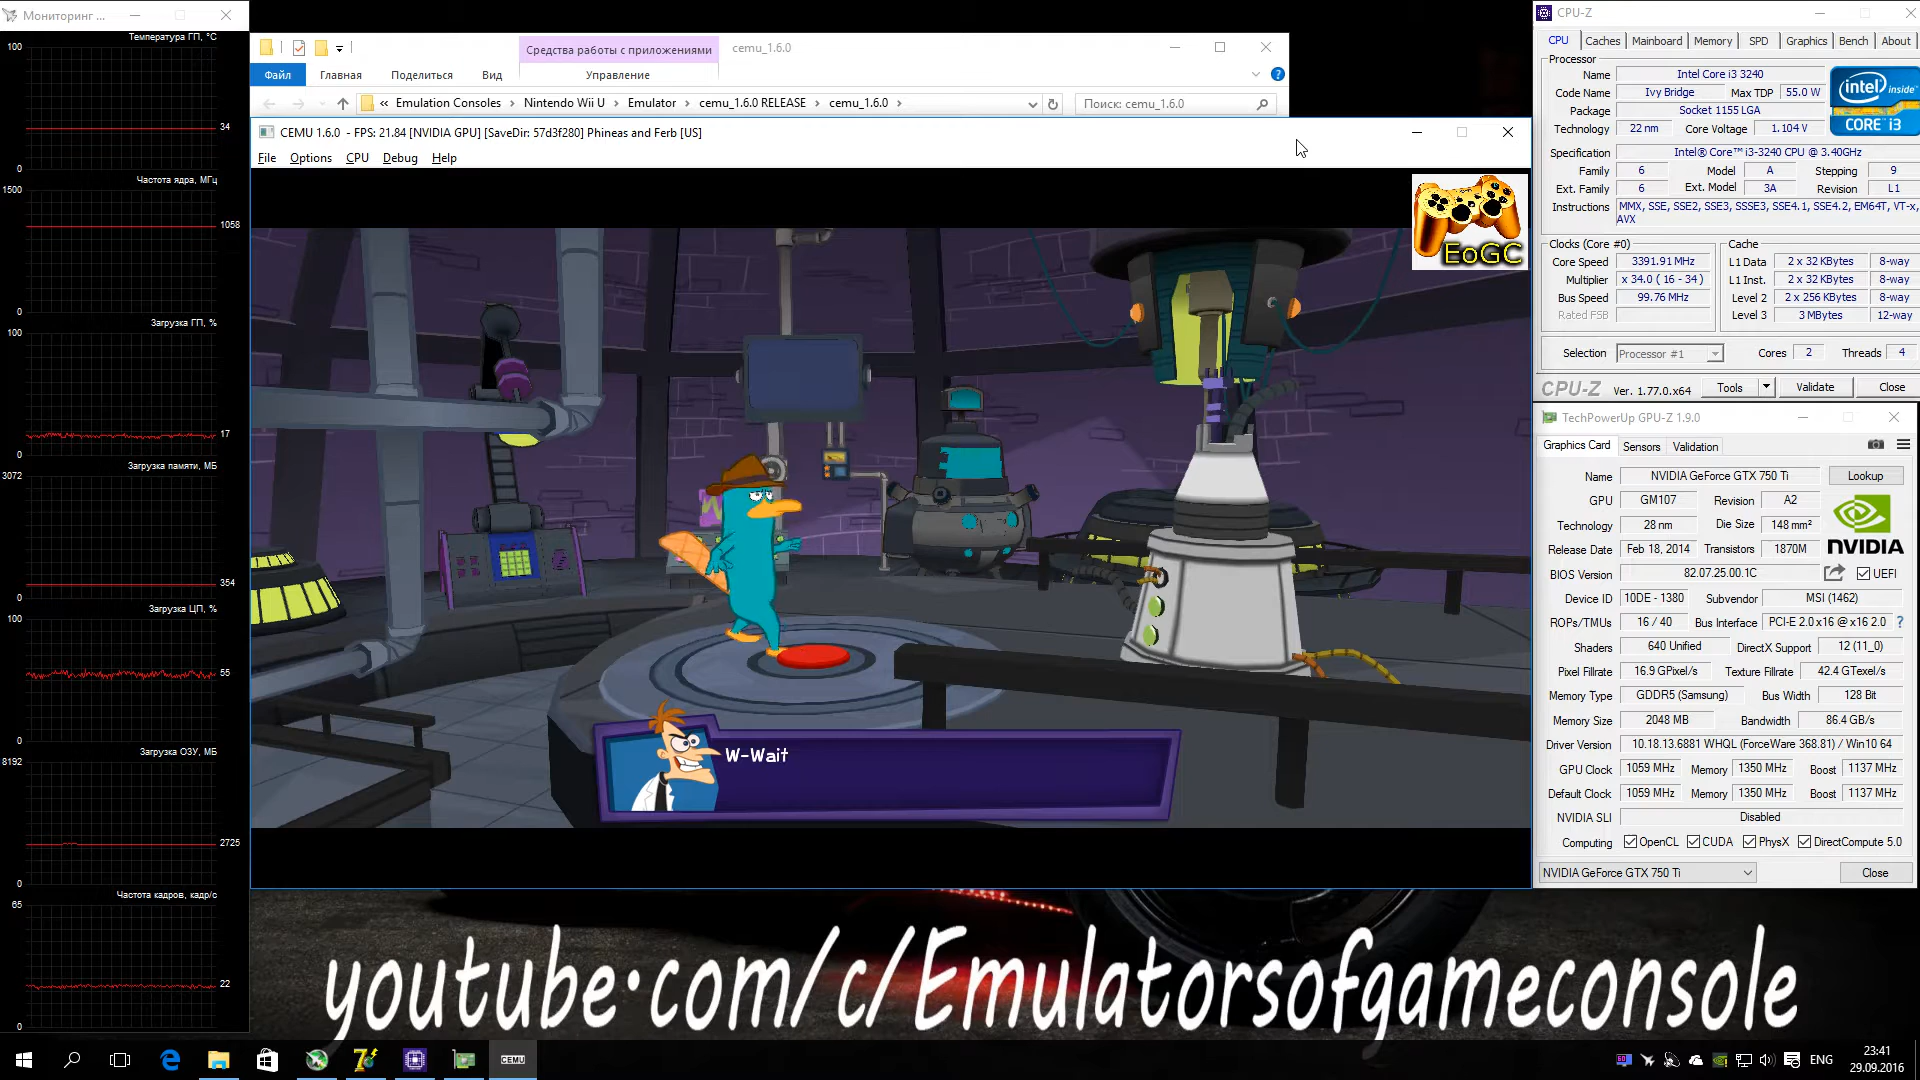 Мониторинг ...
Температура ГП, °C
100
34
0
Частота ядра, МГц
1500
1058
0
Загрузка ГП, %
100
17
0
Загрузка памяти, МБ
3072
354
0
Загрузка ЦП, %
100
55
0
Загрузка ОЗУ, МБ
8192
2725
0
Частота кадров, кадр/с
65
22
0
Средства работы с приложениями
cemu_1.6.0
Файл Главная Поделиться Вид Управление
« Emulation Consoles › Nintendo Wii U › Emulator › cemu_1.6.0 RELEASE › cemu_1.6.0 ›
Поиск: cemu_1.6.0
CEMU 1.6.0 - FPS: 21.84 [NVIDIA GPU] [SaveDir: 57d3f280] Phineas and Ferb [US]
File Options CPU Debug Help
EoGC
W-Wait
CPU-Z
CPU Caches Mainboard Memory SPD Graphics Bench About
Processor
Name Intel Core i3 3240
Code Name Ivy Bridge Max TDP 55.0 W
Package Socket 1155 LGA
Technology 22 nm Core Voltage 1.104 V
intel inside™
CORE™ i3
Specification Intel® Core™ i3-3240 CPU @ 3.40GHz
Family 6 Model A Stepping 9
Ext. Family 6 Ext. Model 3A Revision L1
Instructions MMX, SSE, SSE2, SSE3, SSSE3, SSE4.1, SSE4.2, EM64T, VT-x,
AVX
Clocks (Core #0) Cache
Core Speed 3391.91 MHz L1 Data 2 x 32 KBytes 8-way
Multiplier x 34.0 ( 16 - 34 ) L1 Inst. 2 x 32 KBytes 8-way
Bus Speed 99.76 MHz Level 2 2 x 256 KBytes 8-way
Rated FSB Level 3 3 MBytes 12-way
Selection Processor #1 Cores 2 Threads 4
CPU-Z Ver. 1.77.0.x64 Tools Validate Close
TechPowerUp GPU-Z 1.9.0
Graphics Card Sensors Validation
Name NVIDIA GeForce GTX 750 Ti Lookup
GPU GM107 Revision A2
Technology 28 nm Die Size 148 mm²
Release Date Feb 18, 2014 Transistors 1870M
NVIDIA
BIOS Version 82.07.25.00.1C UEFI
Device ID 10DE - 1380 Subvendor MSI (1462)
ROPs/TMUs 16 / 40 Bus Interface PCI-E 2.0 x16 @ x16 2.0 ?
Shaders 640 Unified DirectX Support 12 (11_0)
Pixel Fillrate 16.9 GPixel/s Texture Fillrate 42.4 GTexel/s
Memory Type GDDR5 (Samsung) Bus Width 128 Bit
Memory Size 2048 MB Bandwidth 86.4 GB/s
Driver Version 10.18.13.6881 WHQL (ForceWare 368.81) / Win10 64
GPU Clock 1059 MHz Memory 1350 MHz Boost 1137 MHz
Default Clock 1059 MHz Memory 1350 MHz Boost 1137 MHz
NVIDIA SLI Disabled
Computing OpenCL CUDA PhysX DirectCompute 5.0
NVIDIA GeForce GTX 750 Ti Close
youtube.com/c/Emulatorsofgameconsole
CEMU
60
ENG
23:41
29.09.2016